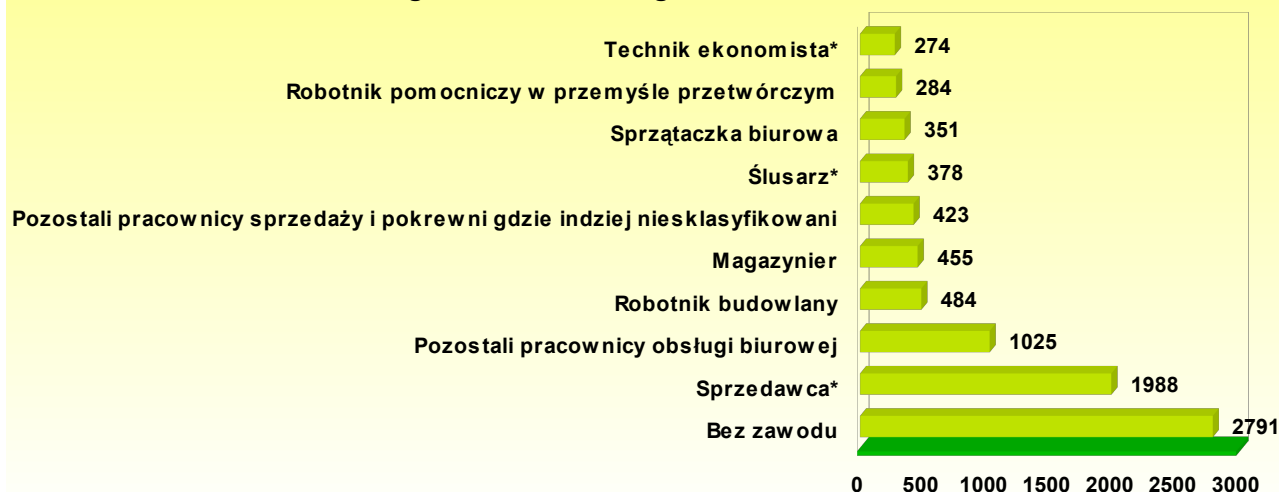 Technik ekonomista* 274
Robotnik pomocniczy w przemyśle przetwórczym 284
Sprzątaczka biurowa 351
Ślusarz* 378
Pozostali pracownicy sprzedaży i pokrewni gdzie indziej niesklasyfikowani 423
Magazynier 455
Robotnik budowlany 484
Pozostali pracownicy obsługi biurowej 1025
Sprzedawca* 1988
Bez zawodu 2791
0 500 1000 1500 2000 2500 3000